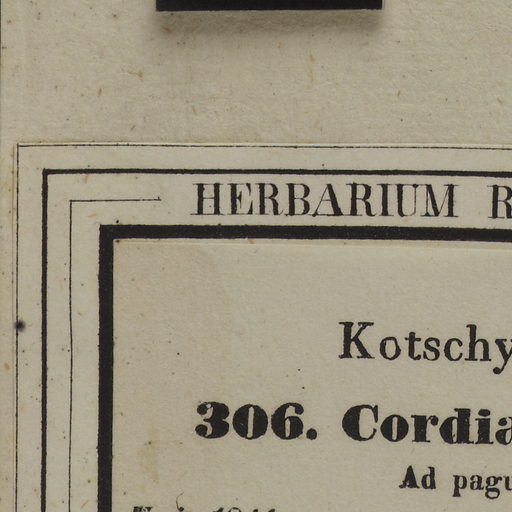 HERBARIUM R
Kotschy
306. Cordia
Ad pagu